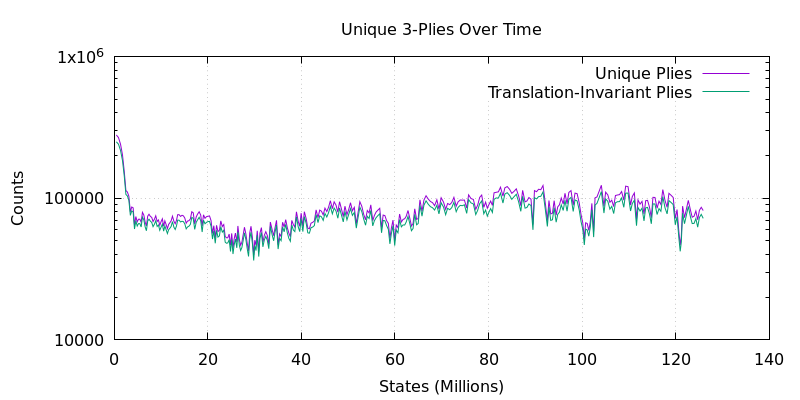 Unique 3-Plies Over Time
1x10^6
Unique Plies
Translation-Invariant Plies
Counts
100000
10000
0 20 40 60 80 100 120 140
States (Millions)